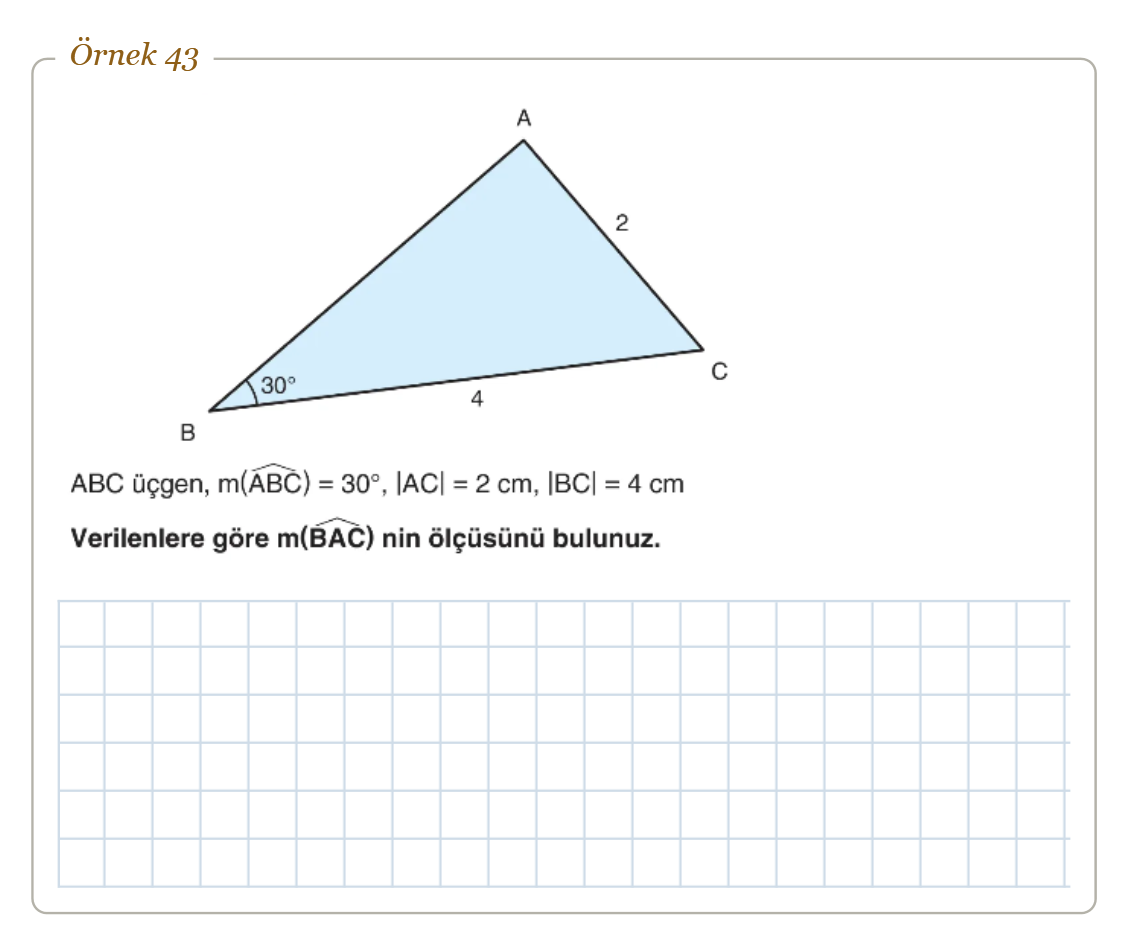 Örnek 43
A
2
30°
C
4
B
ABC üçgen, m(ABC) = 30°, |AC| = 2 cm, |BC| = 4 cm
Verilenlere göre m(BAC) nin ölçüsünü bulunuz.